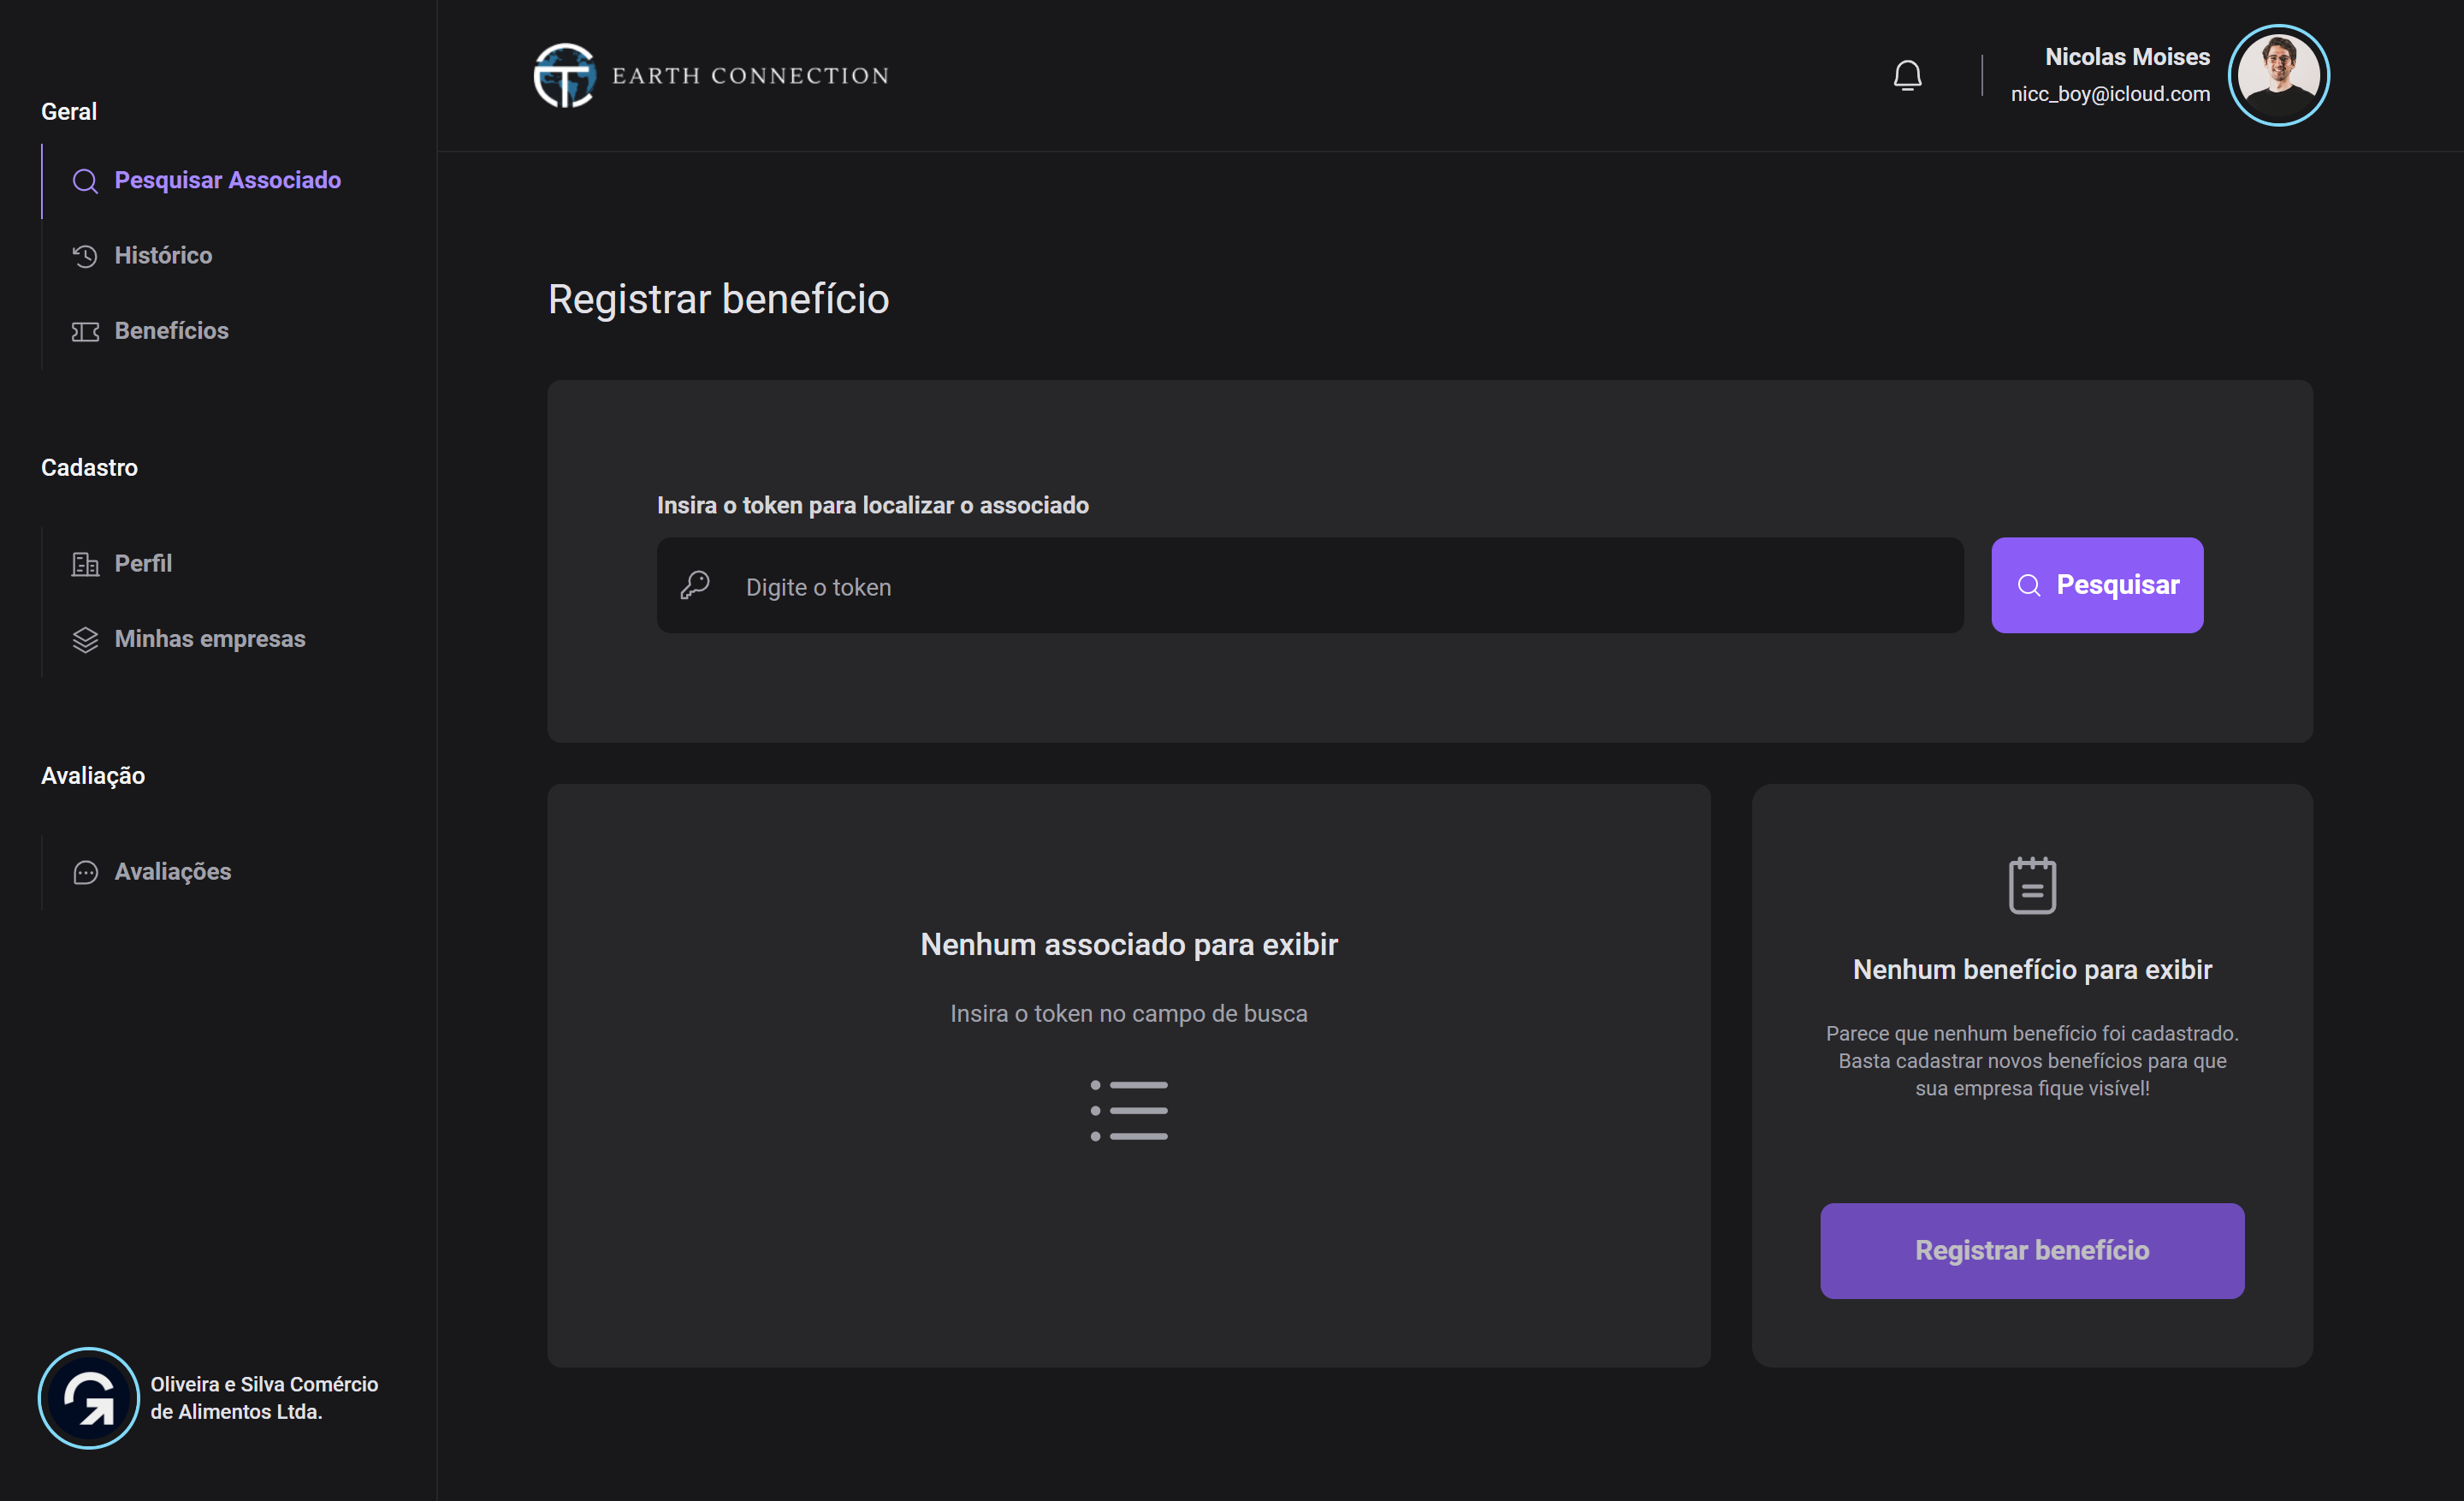 Geral
Pesquisar Associado
Histórico
Benefícios
Cadastro
Perfil
Minhas empresas
Avaliação
Avaliações
Oliveira e Silva Comércio
de Alimentos Ltda.
EARTH CONNECTION
Nicolas Moises
nicc_boy@icloud.com
Registrar benefício
Insira o token para localizar o associado
Digite o token
Pesquisar
Nenhum associado para exibir
Insira o token no campo de busca
Nenhum benefício para exibir
Parece que nenhum benefício foi cadastrado.
Basta cadastrar novos benefícios para que
sua empresa fique visível!
Registrar benefício